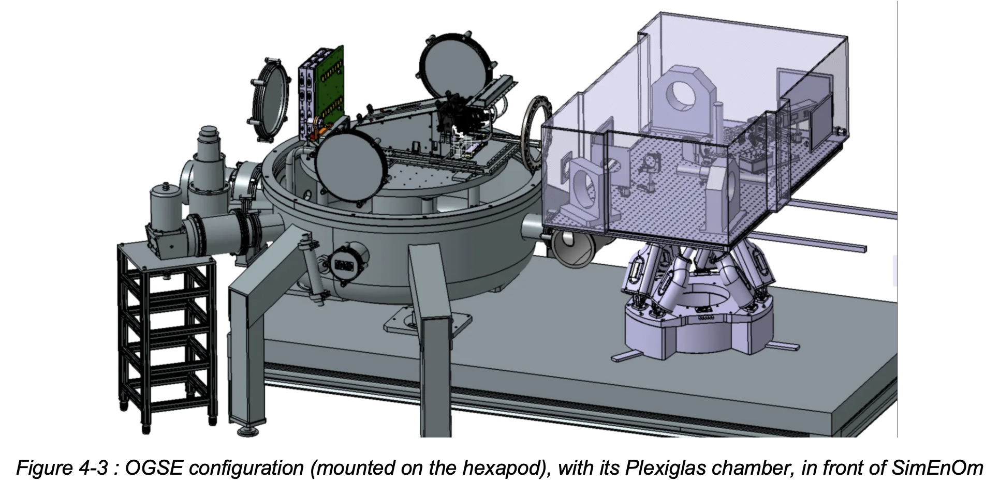 Figure 4-3 : OGSE configuration (mounted on the hexapod), with its Plexiglas chamber, in front of SimEnOm